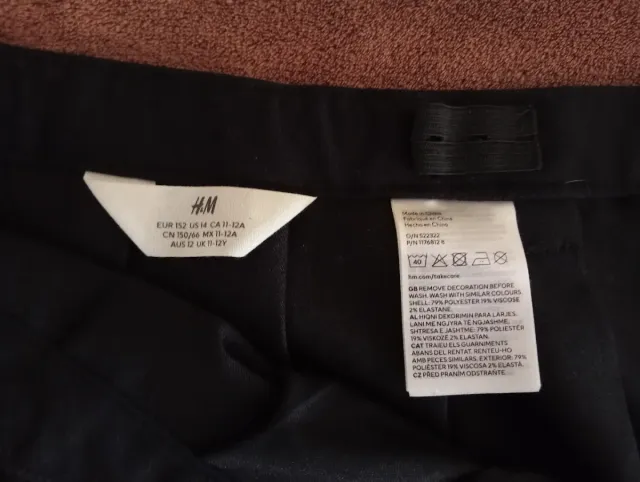 H&M
EUR 152 US 14 CA 11-12A
CN 150/66 MX 11-12A
AUS 12 UK 11-12Y
Made in China
Fabriqué en Chine
Hecho en China
O/N 522322
P/N 1176812 6
40
hm.com/takecare
GB REMOVE DECORATION BEFORE
WASH. WASH WITH SIMILAR COLOURS.
SHELL: 79% POLYESTER 19% VISCOSE
2% ELASTANE.
AL HIQNI DEKORIMIN PARA LARJES.
LANI ME NGJYRA TË NGJASHME.
SHTRESA E JASHTME: 79% POLIESTËR
19% VISKOZË 2% ELASTAN.
CAT TRAIEU ELS GUARNIMENTS
ABANS DEL RENTAT. RENTEU-HO
AMB PECES SIMILARS. EXTERIOR: 79%
POLIÈSTER 19% VISCOSA 2% ELASTÀ.
CZ PŘED PRANÍM ODSTRAŇTE